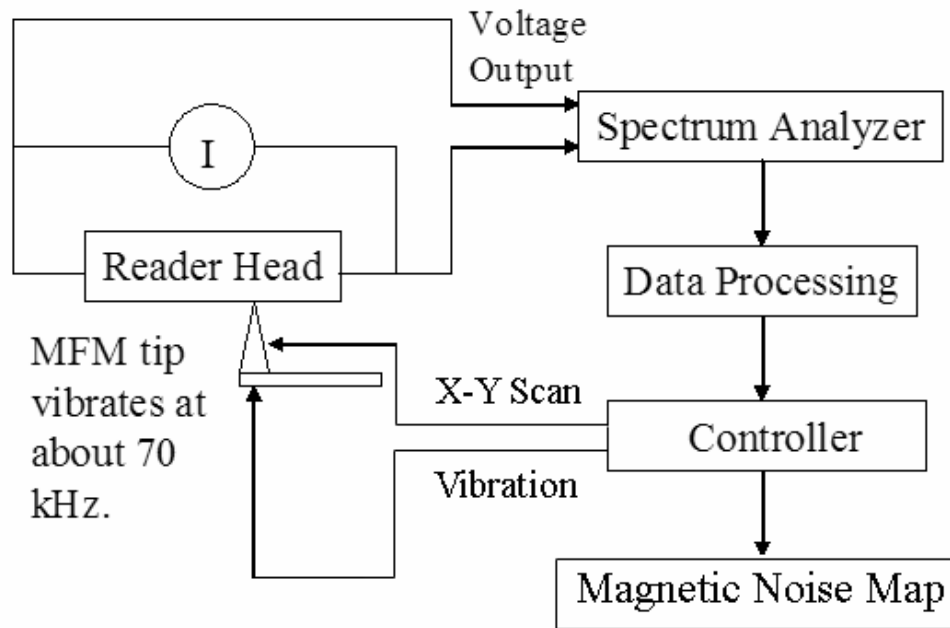 Voltage
Output
Spectrum Analyzer
I
Reader Head
Data Processing
MFM tip
vibrates at
about 70
kHz.
X-Y Scan
Controller
Vibration
Magnetic Noise Map